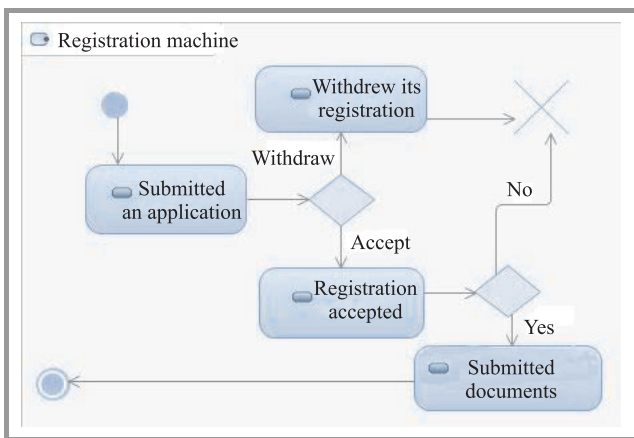 Registration machine
Withdrew its
registration
Withdraw
Submitted
an application
No
Accept
Registration
accepted
Yes
Submitted
documents